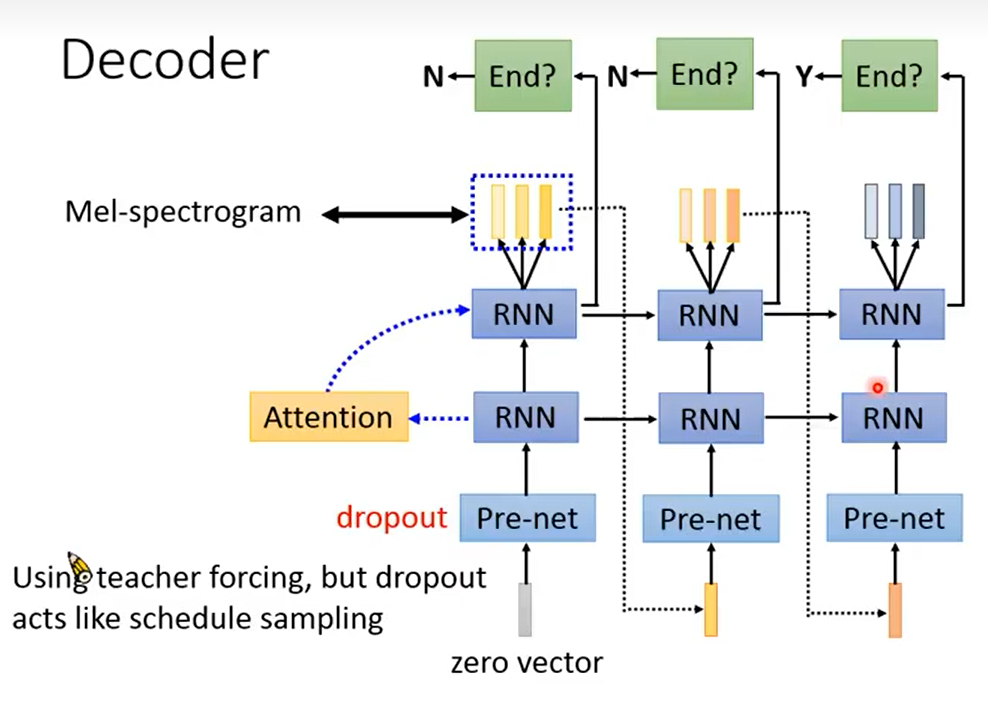 Decoder
N
End?
N
End?
Y
End?
Mel-spectrogram
RNN
RNN
RNN
Attention
RNN
RNN
RNN
dropout
Pre-net
Pre-net
Pre-net
Using teacher forcing, but dropout
acts like schedule sampling
zero vector